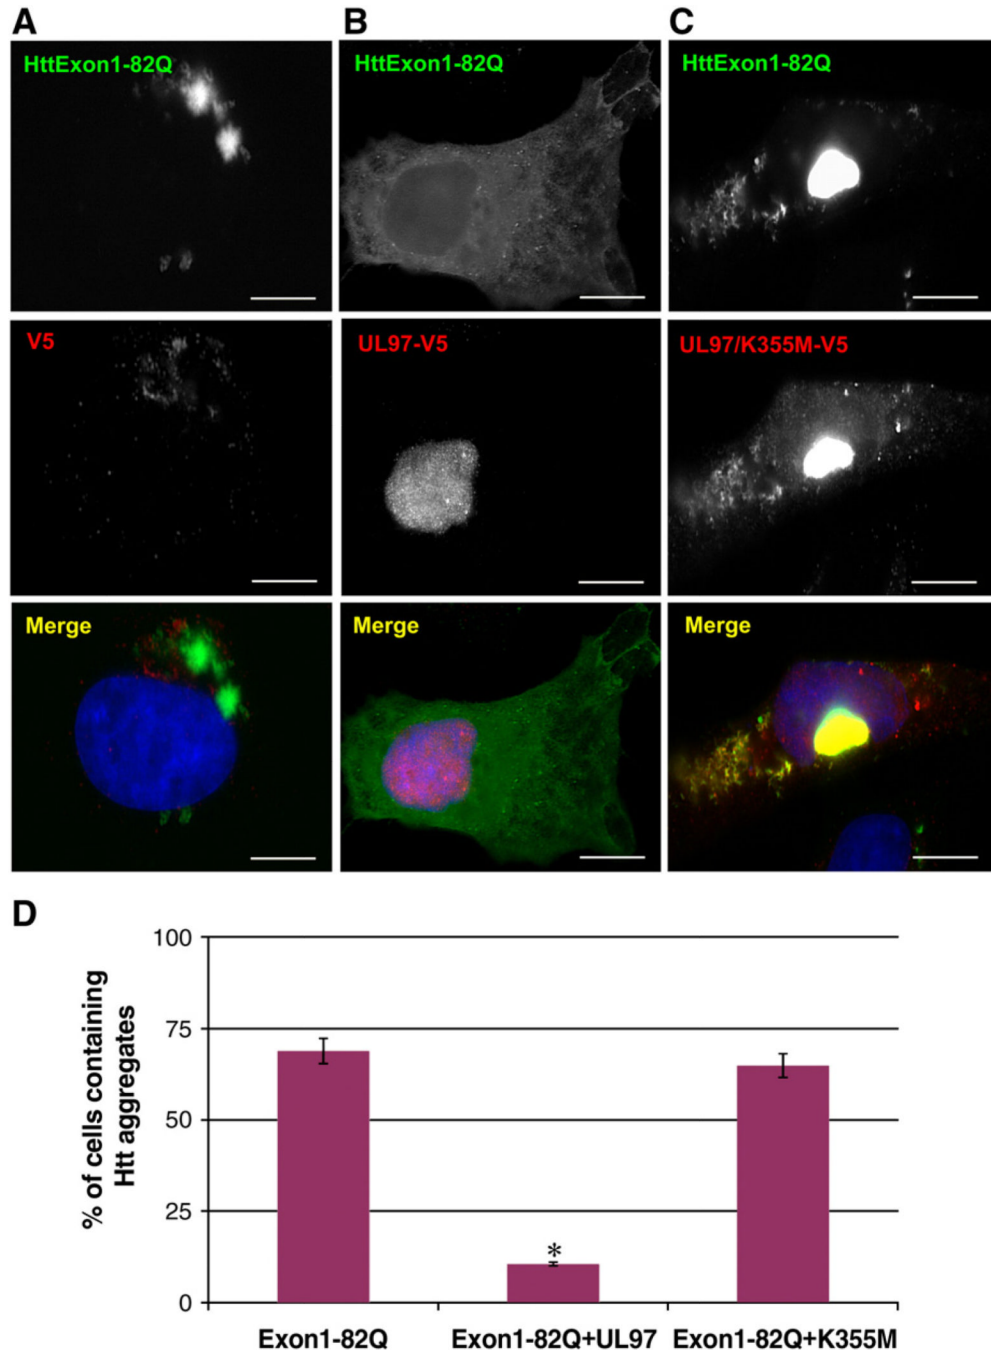 A
B
C
HttExon1-82Q
HttExon1-82Q
HttExon1-82Q
V5
UL97-V5
UL97/K355M-V5
Merge
Merge
Merge
D
% of cells containing
Htt aggregates
100
75
50
25
0
*
Exon1-82Q
Exon1-82Q+UL97
Exon1-82Q+K355M